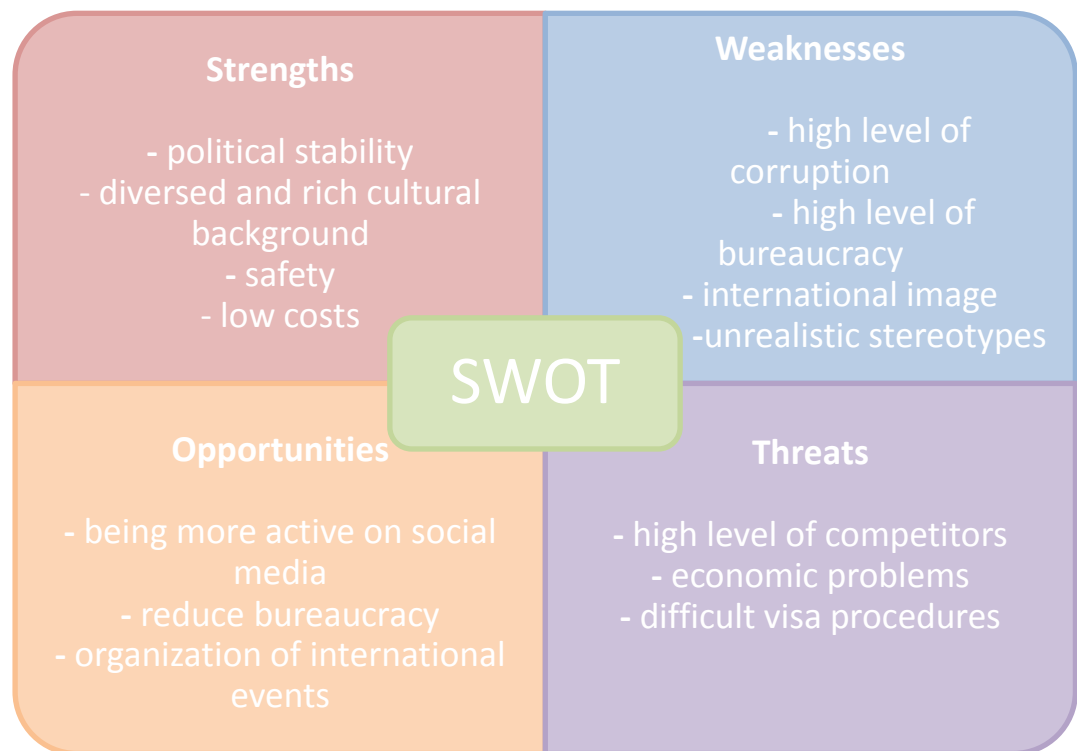 Strengths
- political stability
- diversed and rich cultural
background
- safety
- low costs
Weaknesses
- high level of
corruption
- high level of
bureaucracy
- international image
-unrealistic stereotypes
SWOT
Opportunities
- being more active on social
media
- reduce bureaucracy
- organization of international
events
Threats
- high level of competitors
- economic problems
- difficult visa procedures